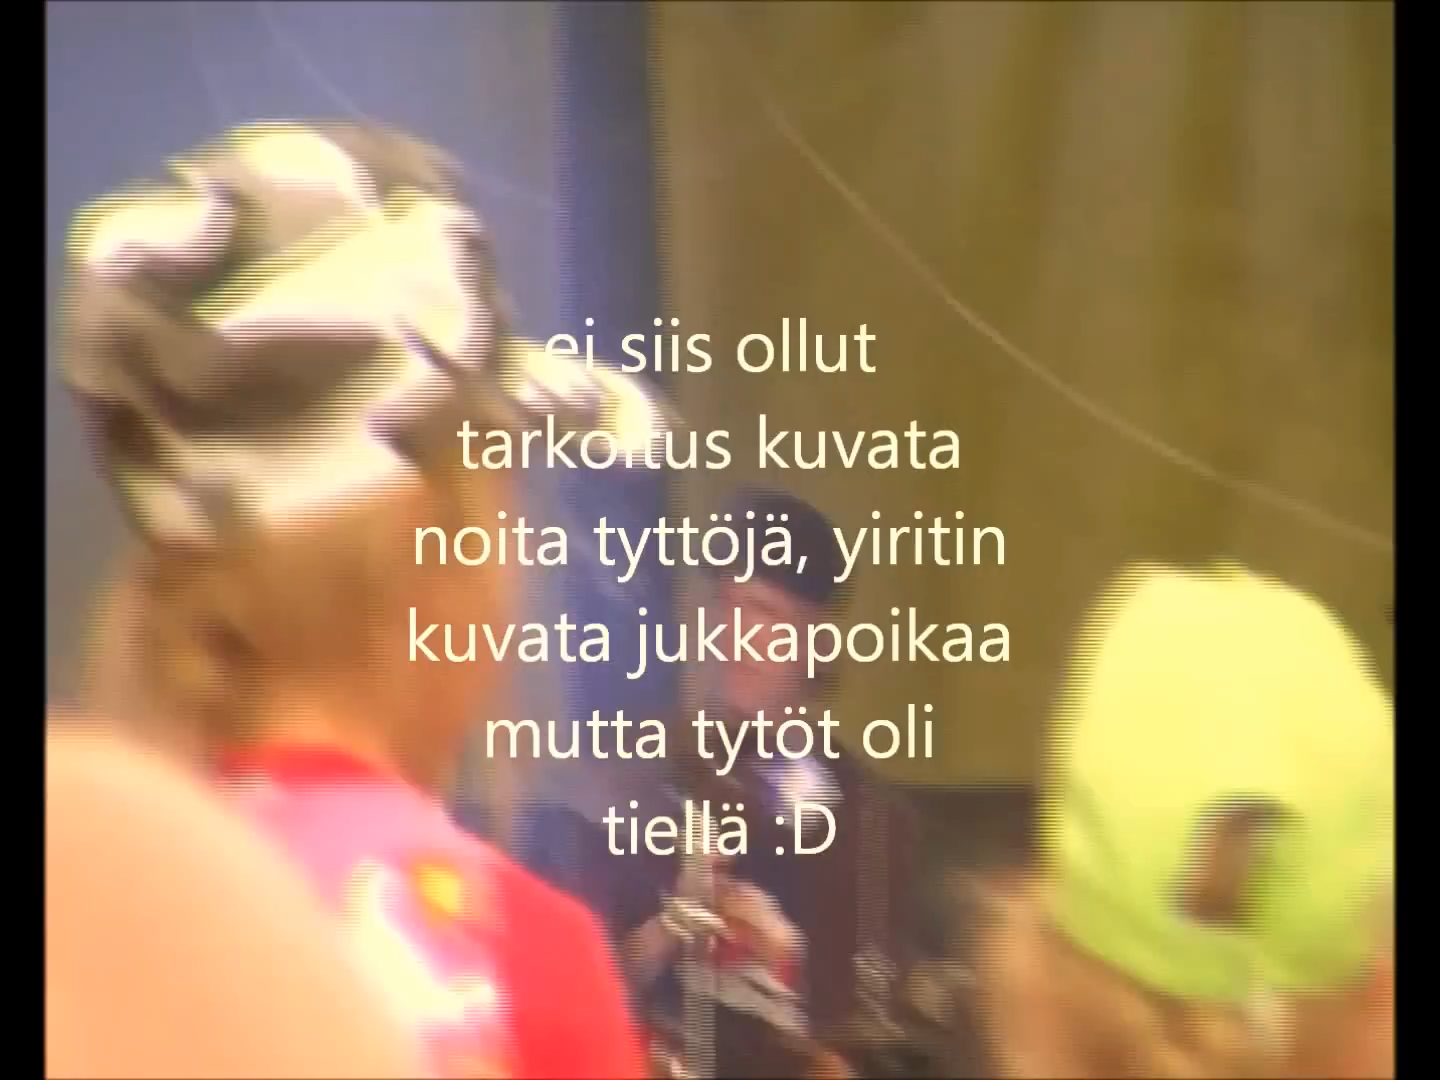 ei siis ollut
tarkoitus kuvata
noita tyttöjä, yiritin
kuvata jukkapoikaa
mutta tytöt oli
tiellä :D